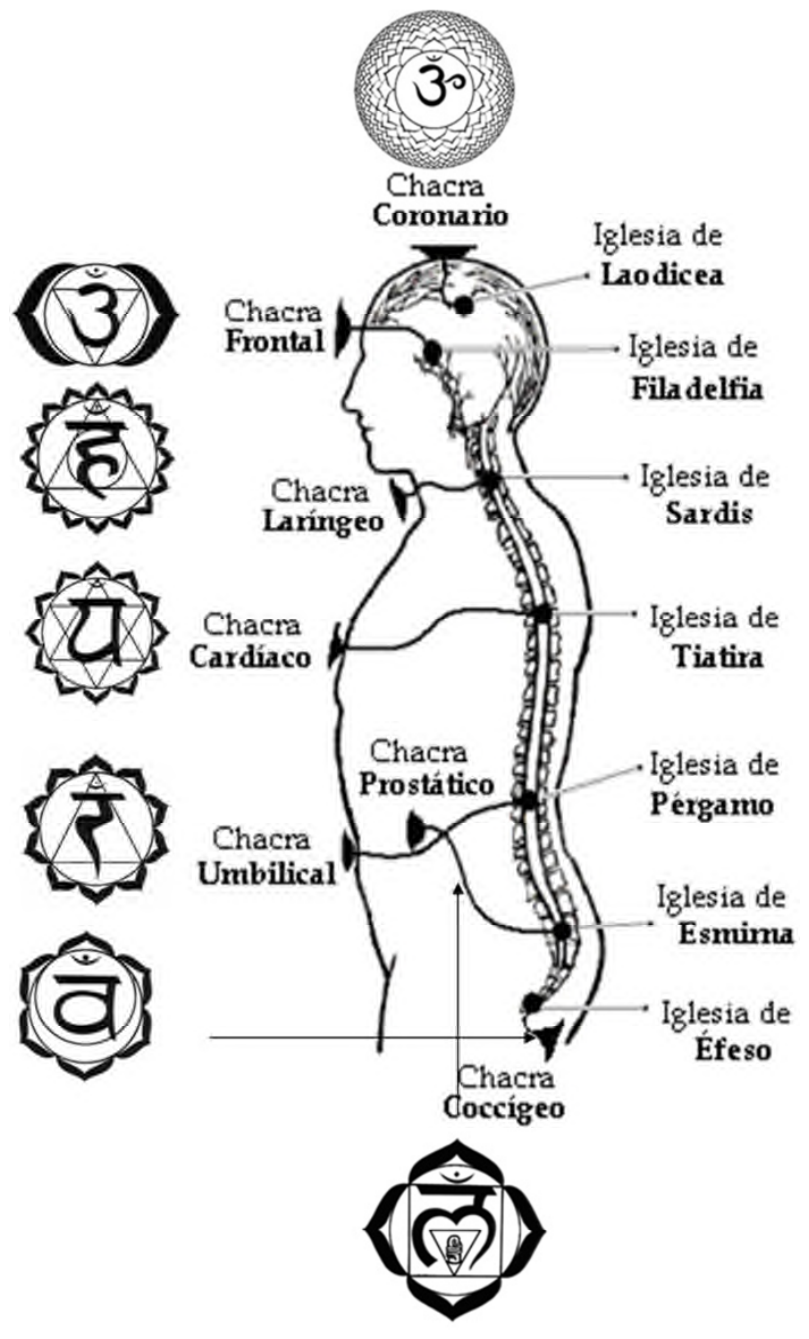 ॐ
Chacra
Coronario
Iglesia de
Laodicea
ॐ
Chacra
Frontal
Iglesia de
Filadelfia
हं
Chacra
Laríngeo
Iglesia de
Sardis
यं
Chacra
Cardíaco
Iglesia de
Tiatira
Chacra
Prostático
Iglesia de
Pérgamo
रं
Chacra
Umbilical
Iglesia de
Esmirna
वं
Iglesia de
Éfeso
Chacra
Coccígeo
लं